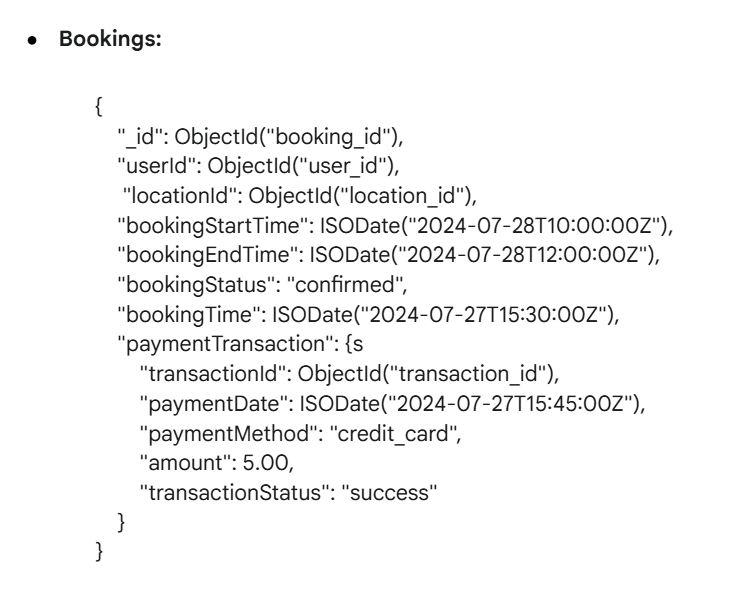 • Bookings:
{
"_id": ObjectId("booking_id"),
"userId": ObjectId("user_id"),
"locationId": ObjectId("location_id"),
"bookingStartTime": ISODate("2024-07-28T10:00:00Z"),
"bookingEndTime": ISODate("2024-07-28T12:00:00Z"),
"bookingStatus": "confirmed",
"bookingTime": ISODate("2024-07-27T15:30:00Z"),
"paymentTransaction": {s
"transactionId": ObjectId("transaction_id"),
"paymentDate": ISODate("2024-07-27T15:45:00Z"),
"paymentMethod": "credit_card",
"amount": 5.00,
"transactionStatus": "success"
}
}